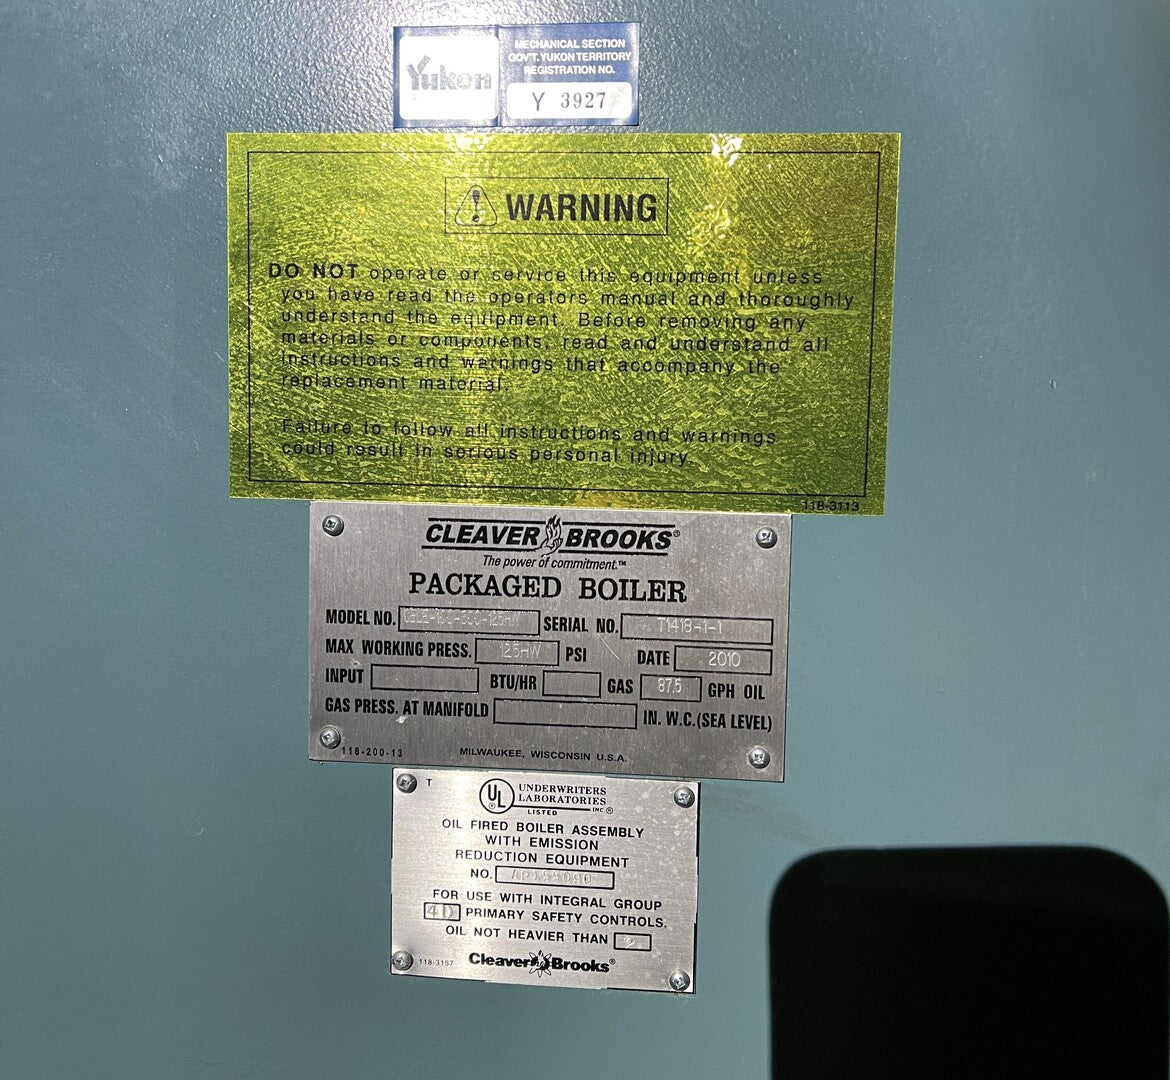 Yukon
MECHANICAL SECTION
GOV'T. YUKON TERRITORY
REGISTRATION NO.
Y 3927
WARNING
DO NOT operate or service this equipment unless
you have read the operators manual and thoroughly
understand the equipment. Before removing any
materials or components, read and understand all
instructions and warnings that accompany the
replacement material.
Failure to follow all instructions and warnings
could result in serious personal injury.
118-3113
CLEAVER BROOKS®
The power of commitment.™
PACKAGED BOILER
MODEL NO. SERIAL NO. T1418-1-1
MAX WORKING PRESS. 125HW PSI DATE 2010
INPUT BTU/HR GAS 87.5 GPH OIL
GAS PRESS. AT MANIFOLD IN. W.C. (SEA LEVEL)
118-200-13 MILWAUKEE, WISCONSIN U.S.A.
T
UL ® UNDERWRITERS
LABORATORIES
INC.®
LISTED
OIL FIRED BOILER ASSEMBLY
WITH EMISSION
REDUCTION EQUIPMENT
NO.
FOR USE WITH INTEGRAL GROUP
4D PRIMARY SAFETY CONTROLS.
OIL NOT HEAVIER THAN 2
118-3157 CleaverBrooks®